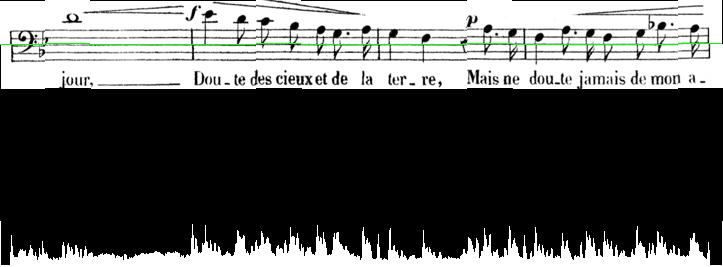 f p
jour, Dou_te des cieux et de la ter_re, Mais ne dou_te jamais de mon a_